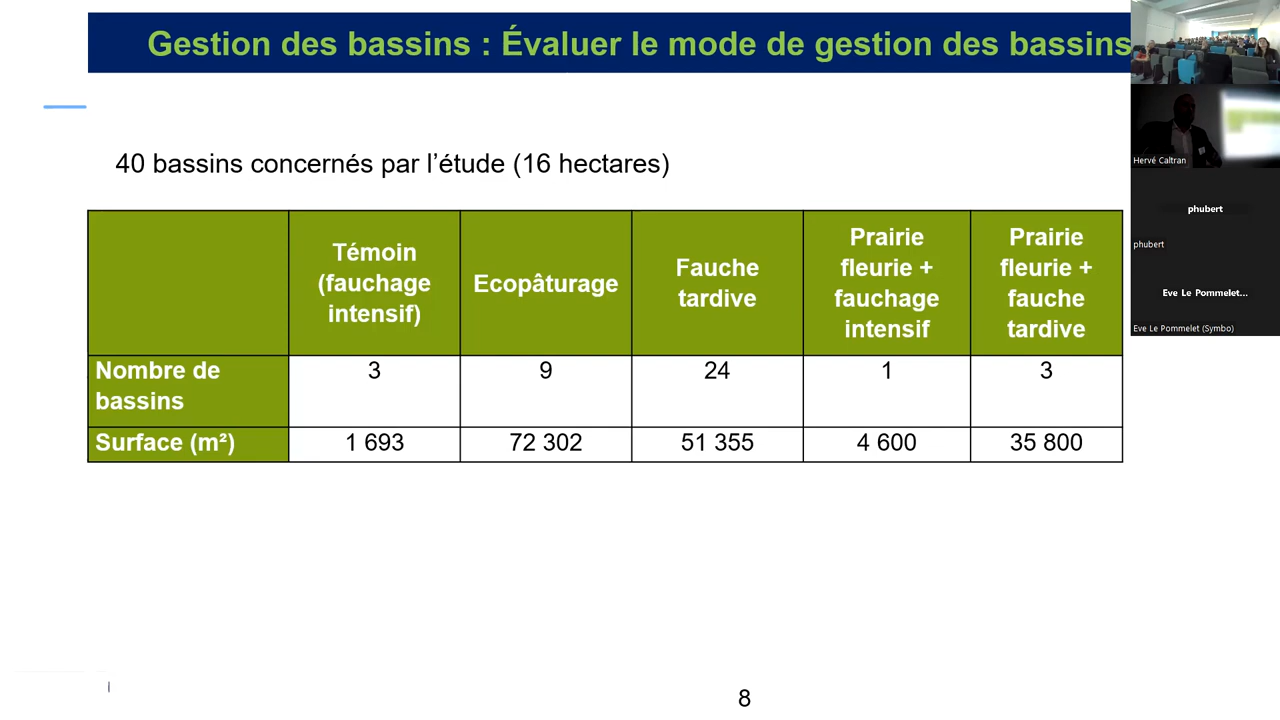 Gestion des bassins : Évaluer le mode de gestion des bassins
40 bassins concernés par l’étude (16 hectares)
Témoin
(fauchage
intensif)
Ecopâturage
Fauche
tardive
Prairie
fleurie +
fauchage
intensif
Prairie
fleurie +
fauche
tardive
Nombre de
bassins
3
9
24
1
3
Surface (m²)
1 693
72 302
51 355
4 600
35 800
8
Hervé Caltran
phubert
phubert
Eve Le Pommelet...
Eve Le Pommelet (Symbo)